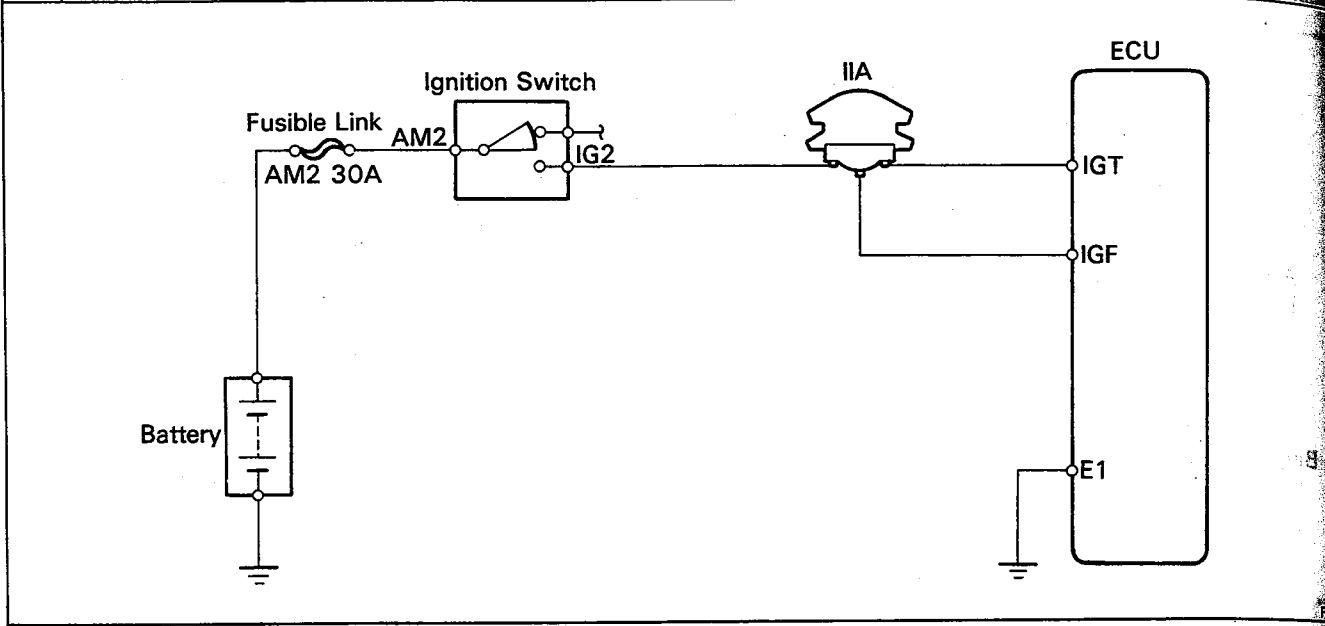 ECU
IIA
Ignition Switch
Fusible Link
AM2
AM2 30A
IG2
IGT
IGF
Battery
E1